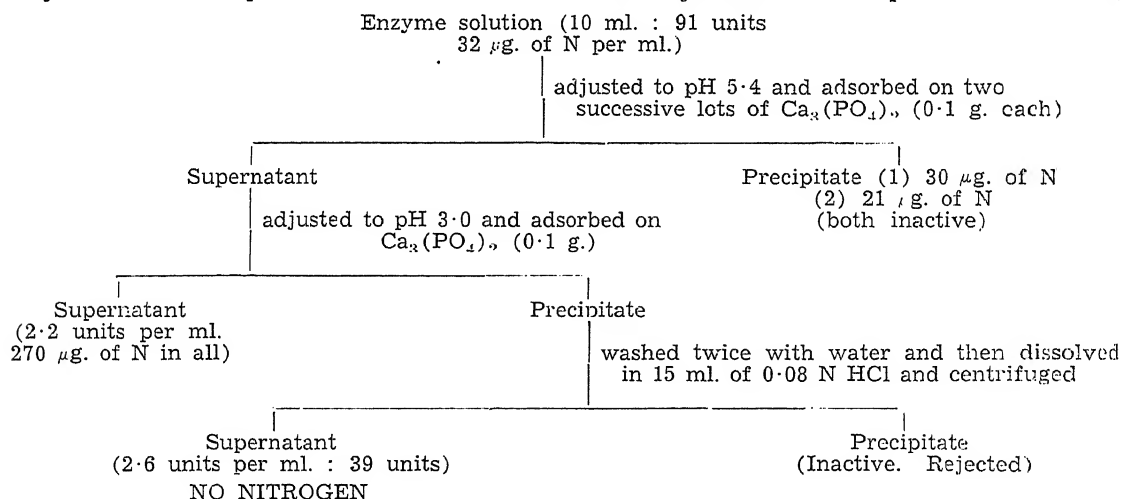 Enzyme solution (10 ml. : 91 units
32 μg. of N per ml.)
adjusted to pH 5·4 and adsorbed on two
successive lots of Ca₃(PO₄)₂, (0·1 g. each)
Supernatant
Precipitate (1) 30 μg. of N
(2) 21 μg. of N
(both inactive)
adjusted to pH 3·0 and adsorbed on
Ca₃(PO₄)₂, (0·1 g.)
Supernatant
(2·2 units per ml.
270 μg. of N in all)
Precipitate
washed twice with water and then dissolved
in 15 ml. of 0·08 N HCl and centrifuged
Supernatant
(2·6 units per ml. : 39 units)
NO NITROGEN
Precipitate
(Inactive. Rejected)